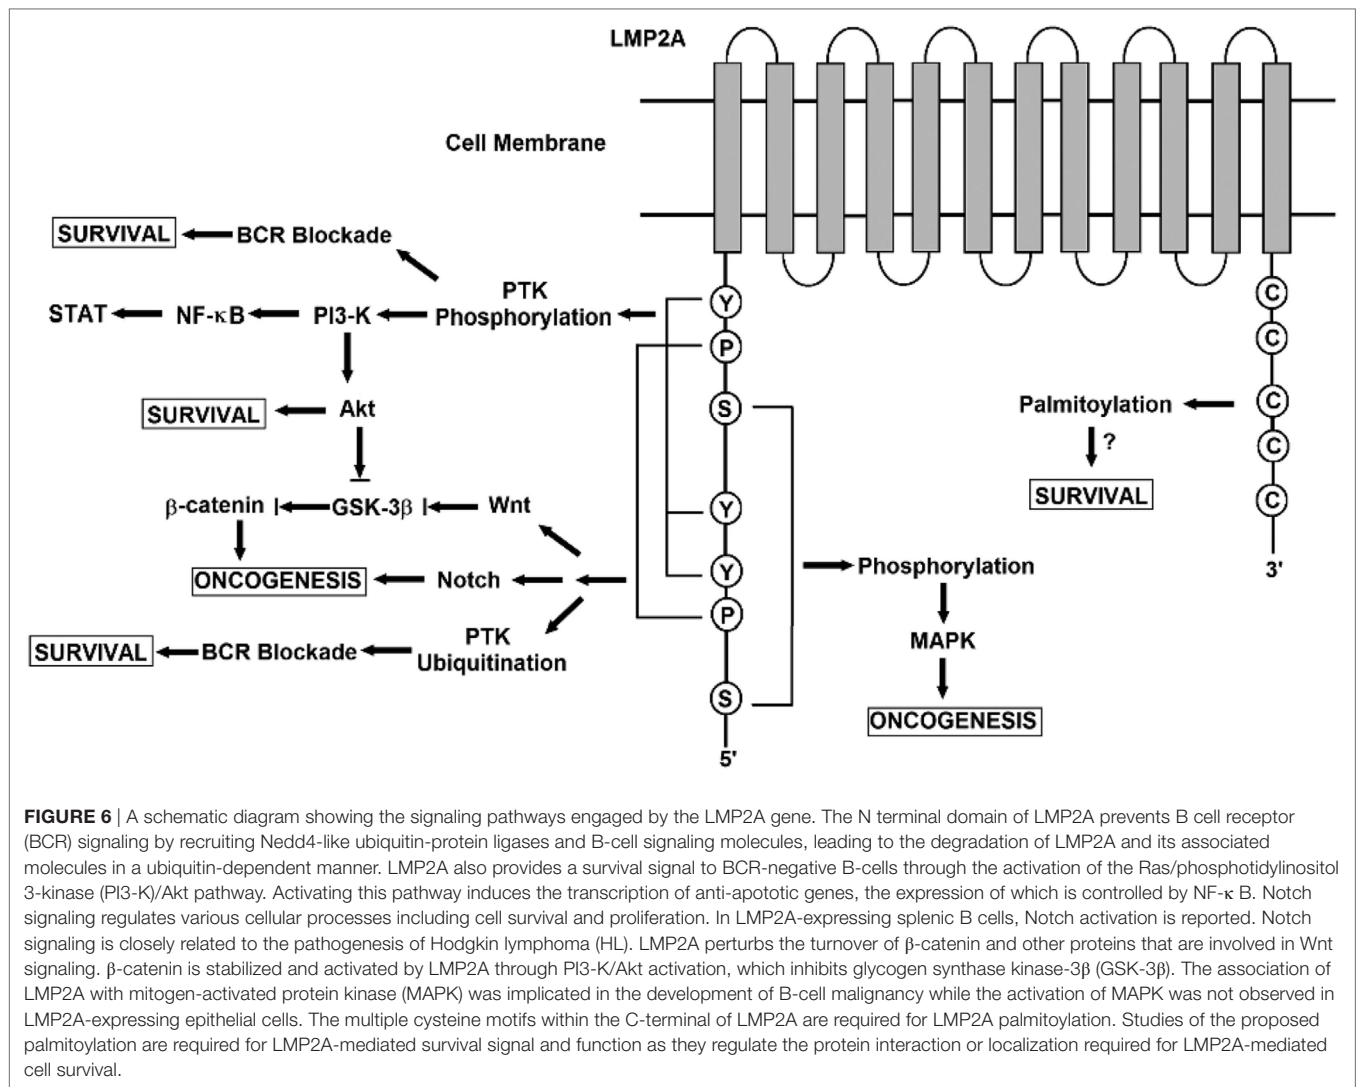 LMP2A
Cell Membrane
SURVIVAL
BCR Blockade
PTK
Phosphorylation
STAT
NF-κB
PI3-K
Y
P
Akt
SURVIVAL
S
β-catenin
GSK-3β
Wnt
Y
ONCOGENESIS
Notch
Y
P
SURVIVAL
BCR Blockade
PTK
Ubiquitination
S
5'
C
C
Palmitoylation
C
?
C
SURVIVAL
C
3'
Phosphorylation
MAPK
ONCOGENESIS
FIGURE 6 | A schematic diagram showing the signaling pathways engaged by the LMP2A gene. The N terminal domain of LMP2A prevents B cell receptor
(BCR) signaling by recruiting Nedd4-like ubiquitin-protein ligases and B-cell signaling molecules, leading to the degradation of LMP2A and its associated
molecules in a ubiquitin-dependent manner. LMP2A also provides a survival signal to BCR-negative B-cells through the activation of the Ras/phosphotidylinositol
3-kinase (PI3-K)/Akt pathway. Activating this pathway induces the transcription of anti-apoptotic genes, the expression of which is controlled by NF-κ B. Notch
signaling regulates various cellular processes including cell survival and proliferation. In LMP2A-expressing splenic B cells, Notch activation is reported. Notch
signaling is closely related to the pathogenesis of Hodgkin lymphoma (HL). LMP2A perturbs the turnover of β-catenin and other proteins that are involved in Wnt
signaling. β-catenin is stabilized and activated by LMP2A through PI3-K/Akt activation, which inhibits glycogen synthase kinase-3β (GSK-3β). The association of
LMP2A with mitogen-activated protein kinase (MAPK) was implicated in the development of B-cell malignancy while the activation of MAPK was not observed in
LMP2A-expressing epithelial cells. The multiple cysteine motifs within the C-terminal of LMP2A are required for LMP2A palmitoylation. Studies of the proposed
palmitoylation are required for LMP2A-mediated survival signal and function as they regulate the protein interaction or localization required for LMP2A-mediated
cell survival.